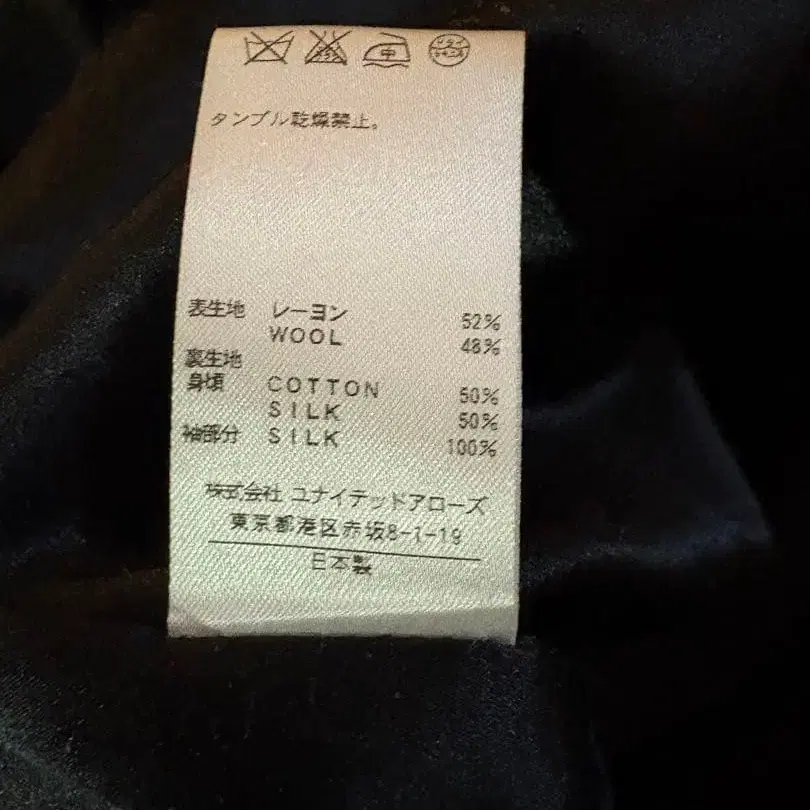 中
タンブル乾燥禁止。
表生地 レーヨン 52%
WOOL 48%
裏生地
身頃 COTTON 50%
SILK 50%
袖部分 SILK 100%
株式会社 ユナイテッドアローズ
東京都港区赤坂8-1-19
日本製